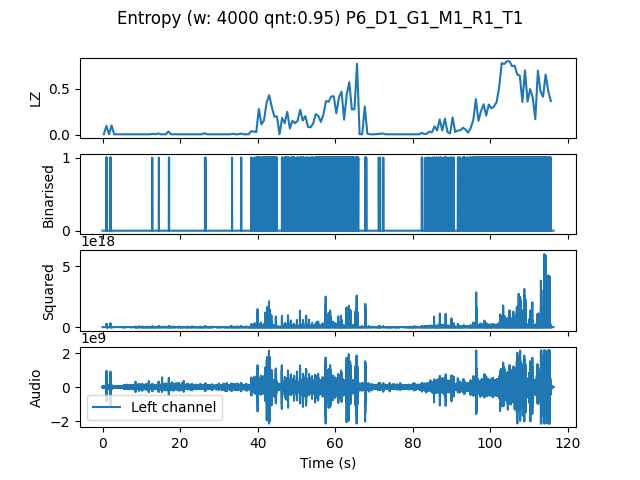 Entropy (w: 4000 qnt:0.95) P6_D1_G1_M1_R1_T1
LZ
0.5
0.0
Binarised
1
0
1e18
Squared
5
0
1e9
Audio
2
0
−2
Left channel
0 20 40 60 80 100 120
Time (s)